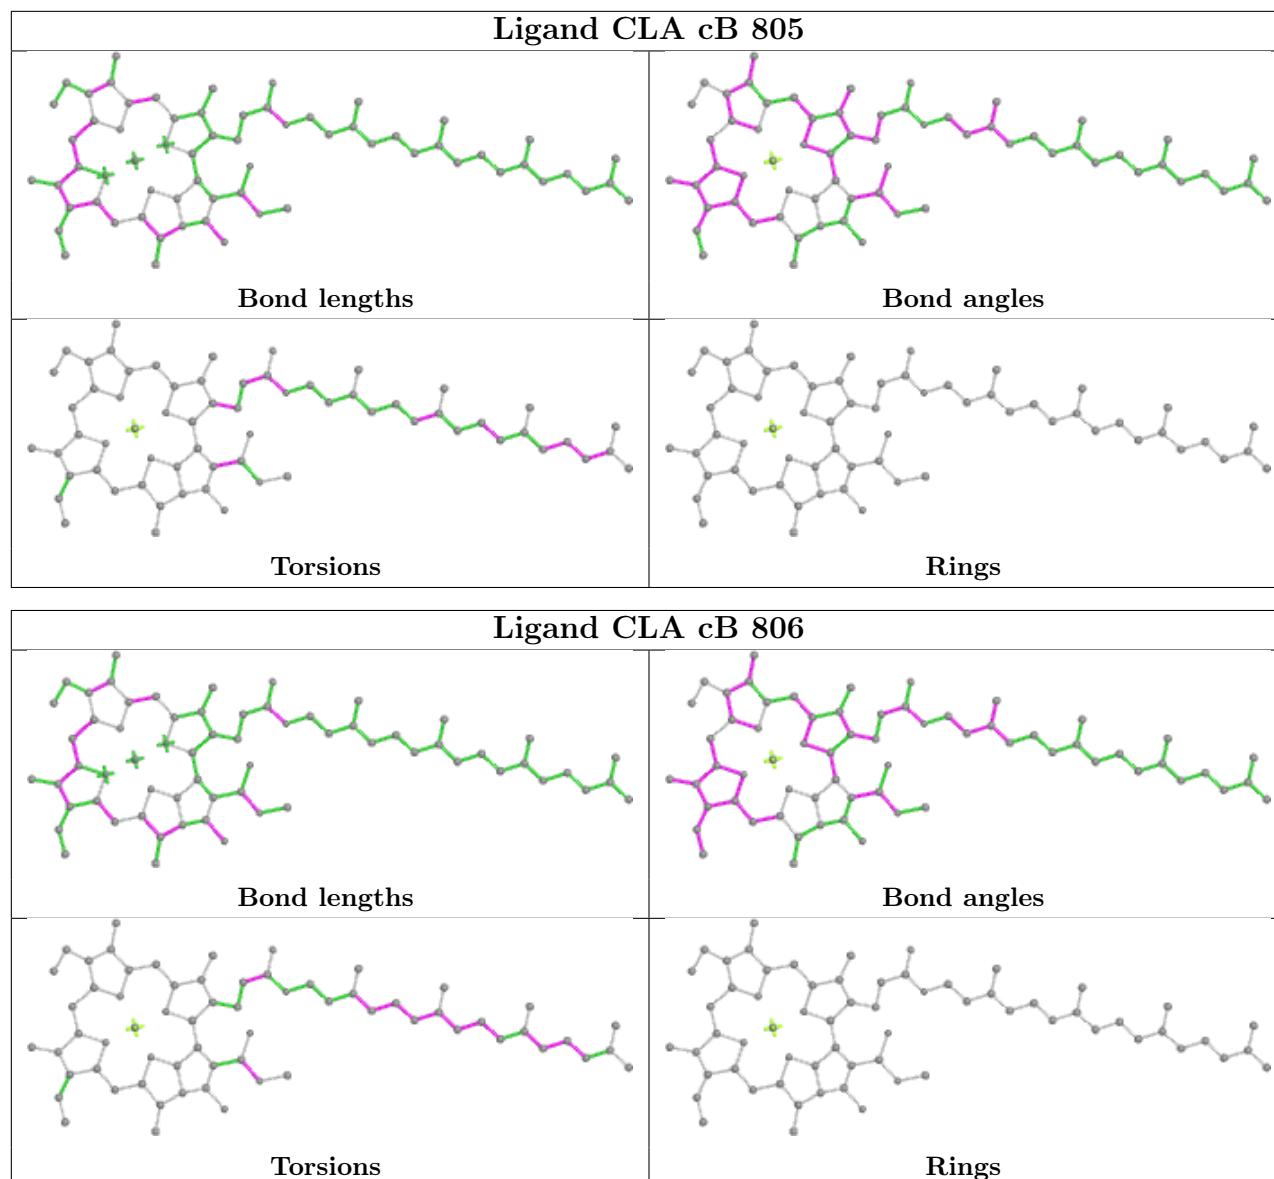 Ligand CLA cB 805
Bond lengths
Bond angles
Torsions
Rings
Ligand CLA cB 806
Bond lengths
Bond angles
Torsions
Rings